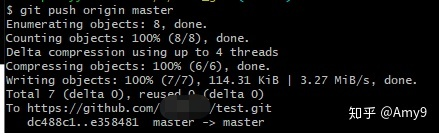 $ git push origin master
Enumerating objects: 8, done.
Counting objects: 100% (8/8), done.
Delta compression using up to 4 threads
Compressing objects: 100% (6/6), done.
Writing objects: 100% (7/7), 114.31 KiB | 3.27 MiB/s, done.
Total 7 (delta 0), reused 0 (delta 0)
To https://github.com/ /test.git
dc488c1..e358481 master -> master
知乎 @Amy9